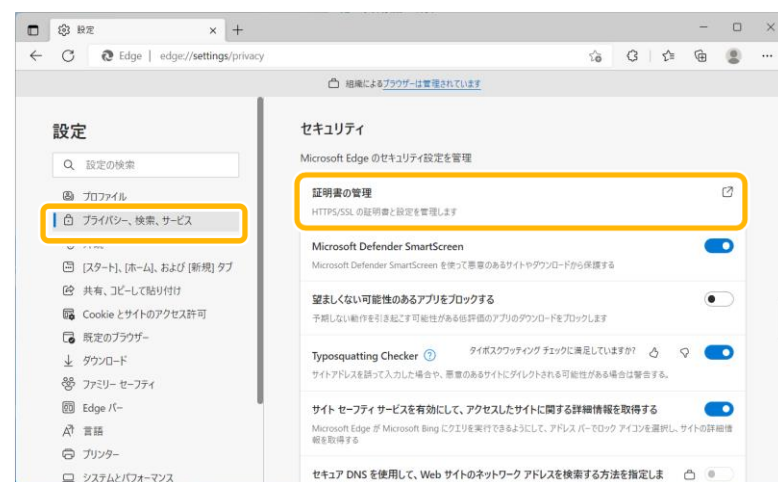 設定
Edge | edge://settings/privacy
組織によるブラウザーは管理されています
設定
設定の検索
プロファイル
プライバシー、検索、サービス
[スタート]、[ホーム]、および [新規] タブ
共有、コピーして貼り付け
Cookie とサイトのアクセス許可
既定のブラウザー
ダウンロード
ファミリー セーフティ
Edge バー
言語
プリンター
システムとパフォーマンス
セキュリティ
Microsoft Edge のセキュリティ設定を管理
証明書の管理
HTTPS/SSL の証明書と設定を管理します
Microsoft Defender SmartScreen
Microsoft Defender SmartScreen を使って悪意のあるサイトやダウンロードから保護する
望ましくない可能性のあるアプリをブロックする
予期しない動作を引き起こす可能性がある低評価のアプリのダウンロードをブロックします
Typosquatting Checker
タイポスクワッティング チェックに満足していますか?
サイトアドレスを誤って入力した場合や、悪意のあるサイトにダイレクトされる可能性がある場合は警告する。
サイト セーフティ サービスを有効にして、アクセスしたサイトに関する詳細情報を取得する
Microsoft Edge が Microsoft Bing にクエリを実行できるようにして、アドレス バーでロック アイコンを選択し、サイトの詳細情
報を取得する
セキュア DNS を使用して、Web サイトのネットワーク アドレスを検索する方法を指定しま